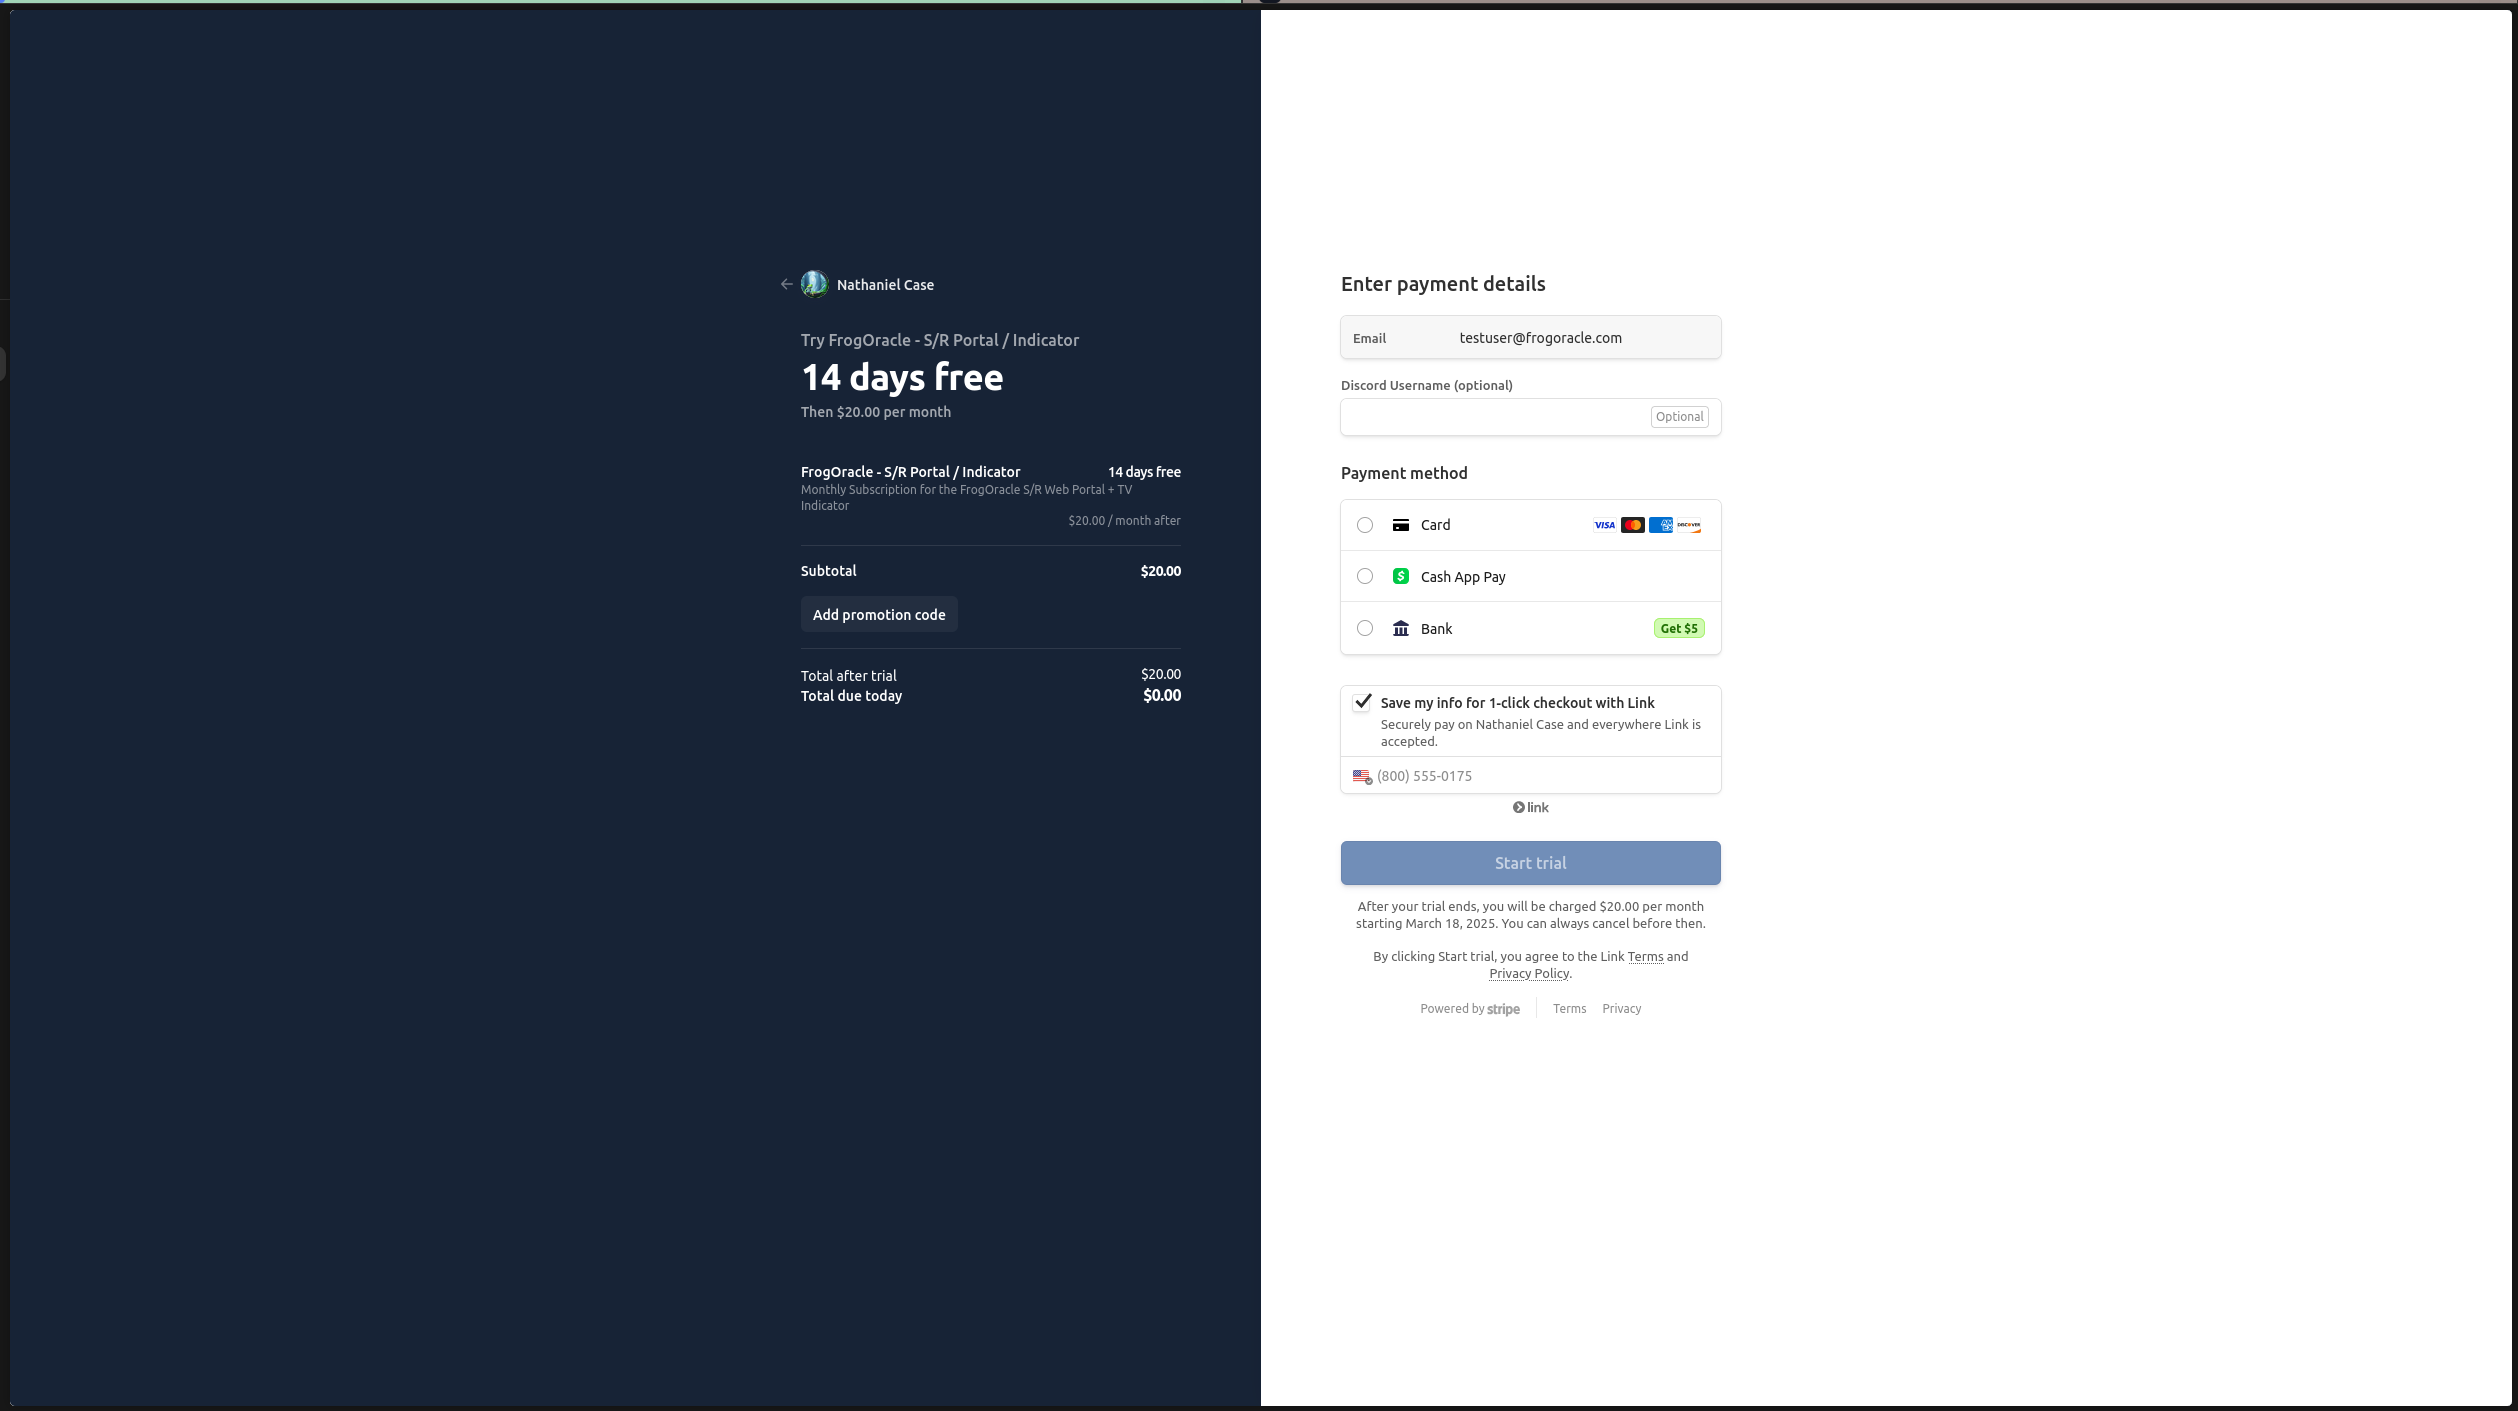 Nathaniel Case
Try FrogOracle - S/R Portal / Indicator
14 days free
Then $20.00 per month
FrogOracle - S/R Portal / Indicator 14 days free
Monthly Subscription for the FrogOracle S/R Web Portal + TV
Indicator
$20.00 / month after
Subtotal $20.00
Add promotion code
Total after trial $20.00
Total due today $0.00
Enter payment details
Email testuser@frogoracle.com
Discord Username (optional)
Optional
Payment method
Card VISA AMEX DISCOVER
Cash App Pay
Bank Get $5
Save my info for 1-click checkout with Link
Securely pay on Nathaniel Case and everywhere Link is
accepted.
(800) 555-0175
link
Start trial
After your trial ends, you will be charged $20.00 per month
starting March 18, 2025. You can always cancel before then.
By clicking Start trial, you agree to the Link Terms and
Privacy Policy.
Powered by stripe Terms Privacy